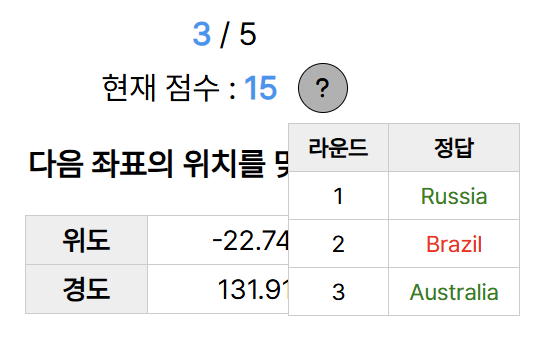 3 / 5
현재 점수 : 15 ?
다음 좌표의 위치를
위도 -22.74
경도 131.91
라운드 정답
1 Russia
2 Brazil
3 Australia